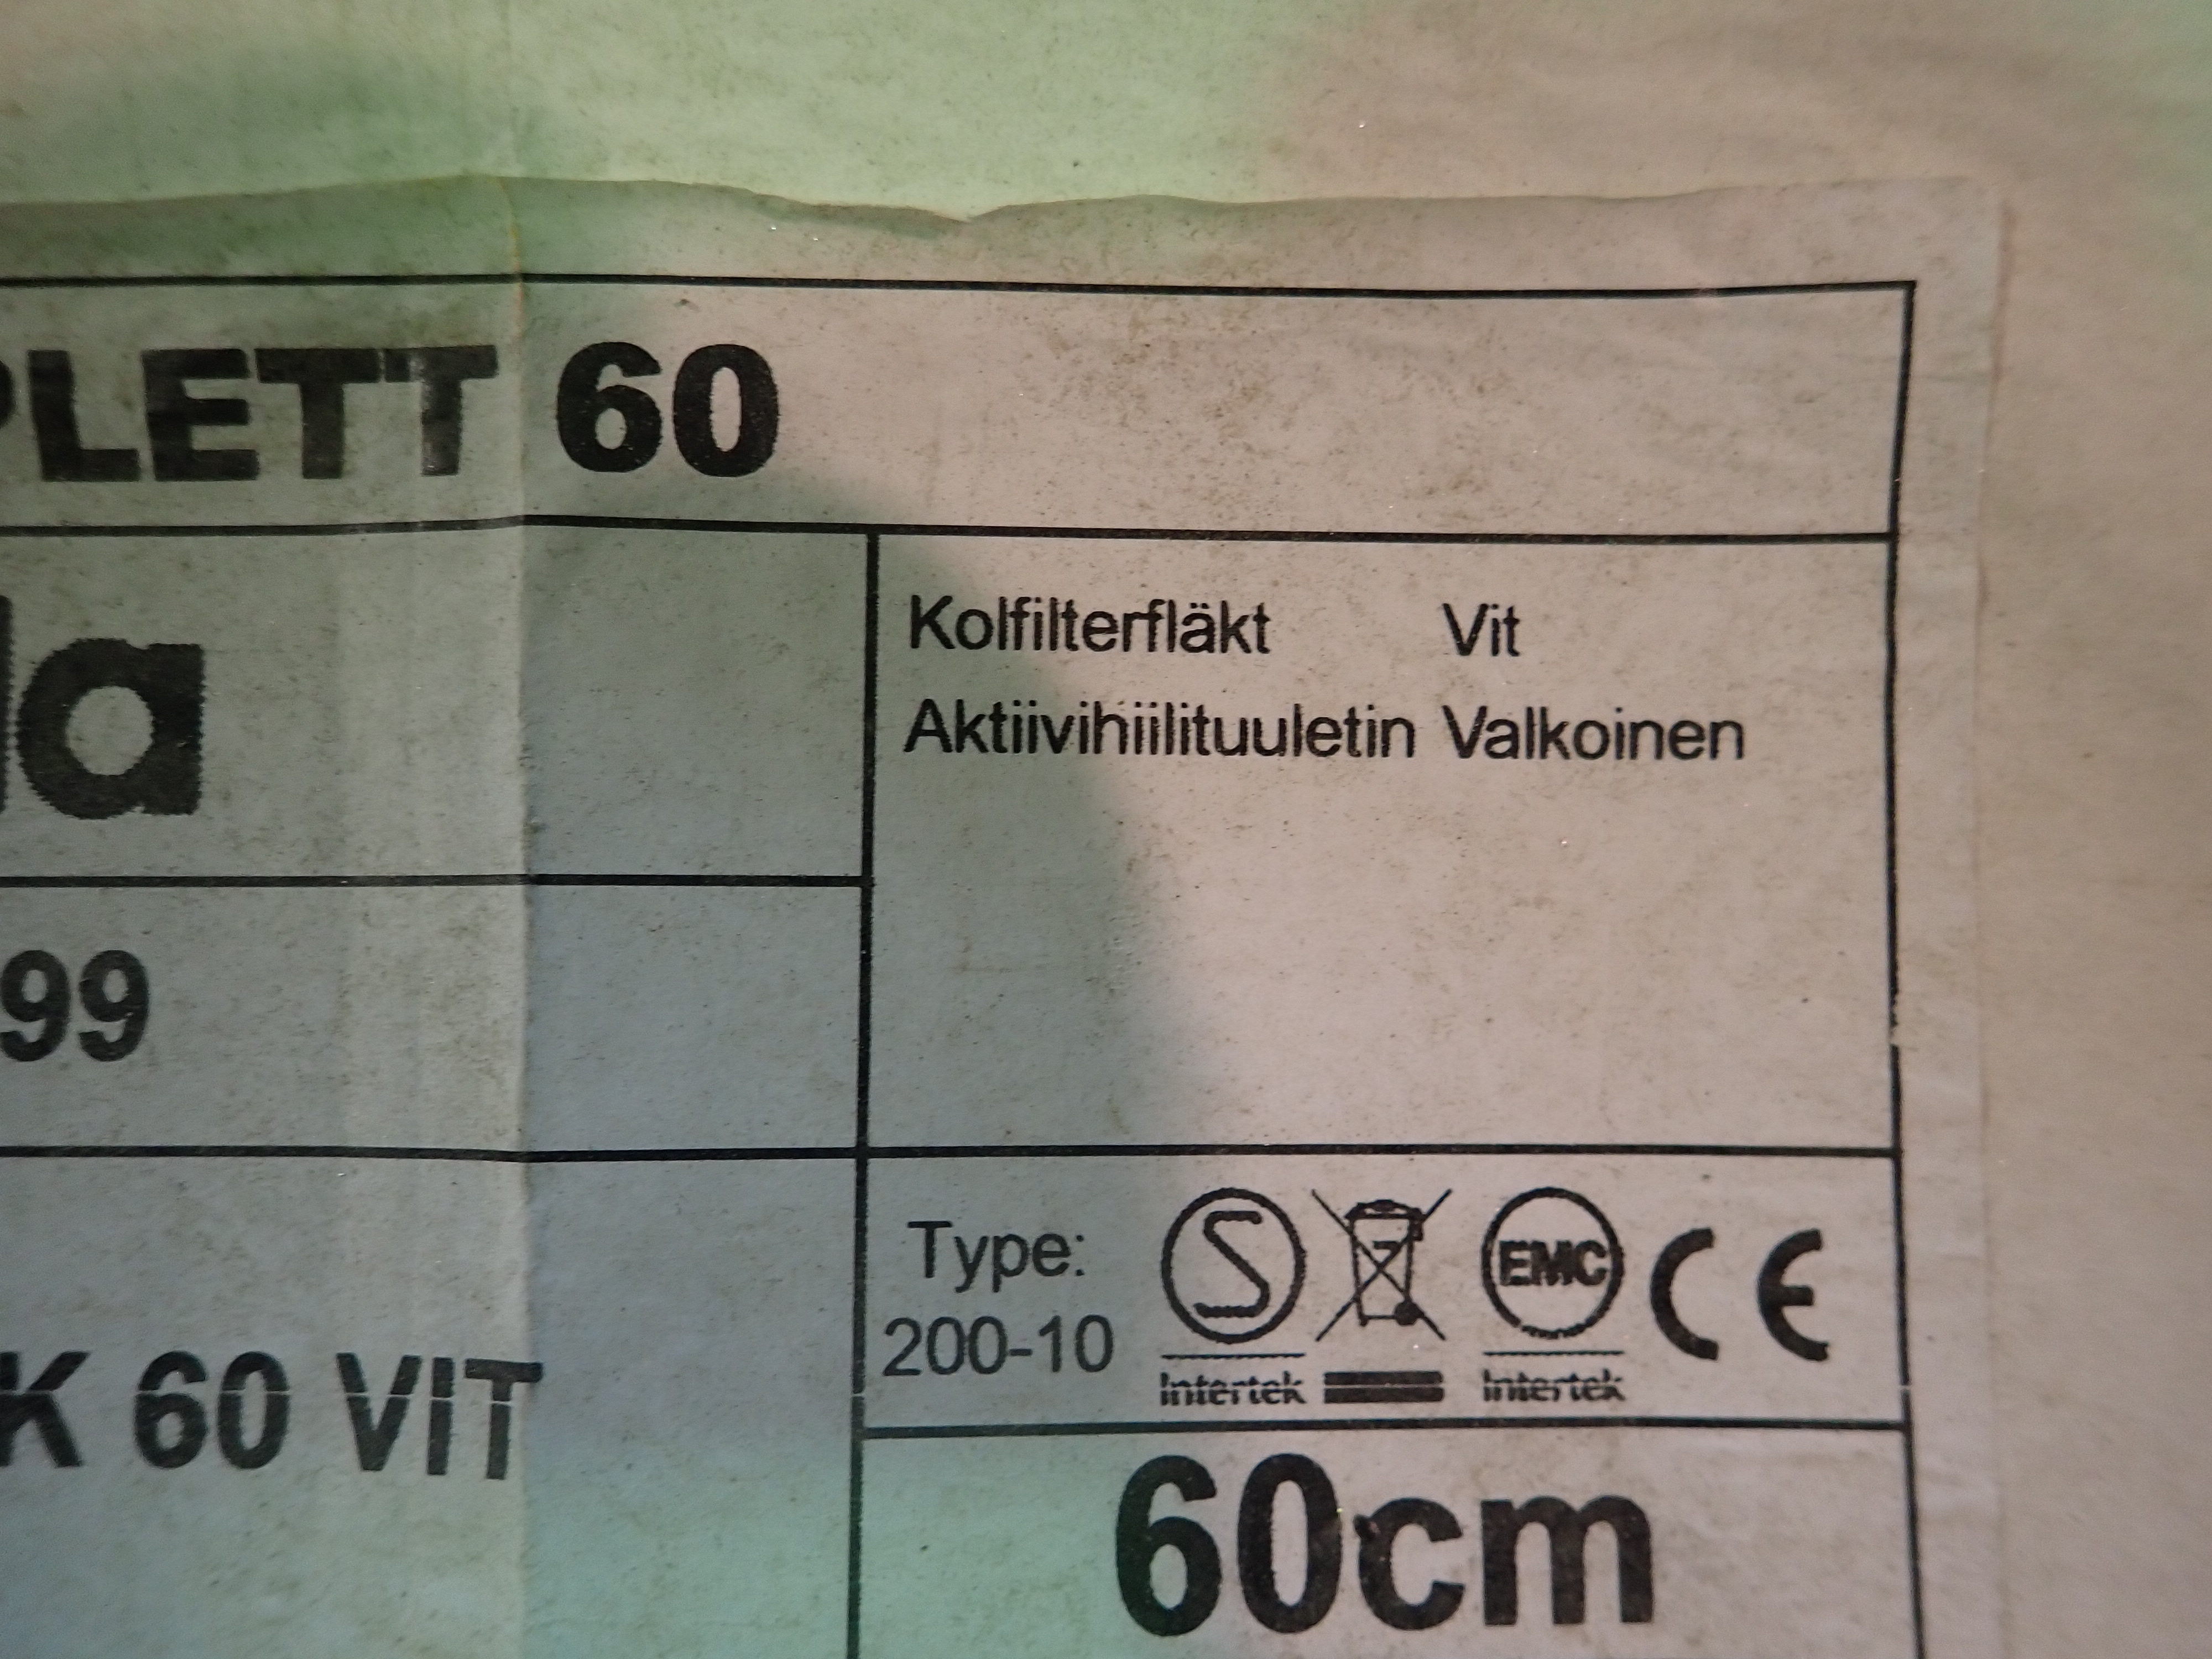 PLETT 60
la
Kolfilterfläkt Vit
Aktiivihiilituuletin Valkoinen
99
Type:
200-10
S
EMC
CE
Intertek
Intertek
K 60 VIT
60cm